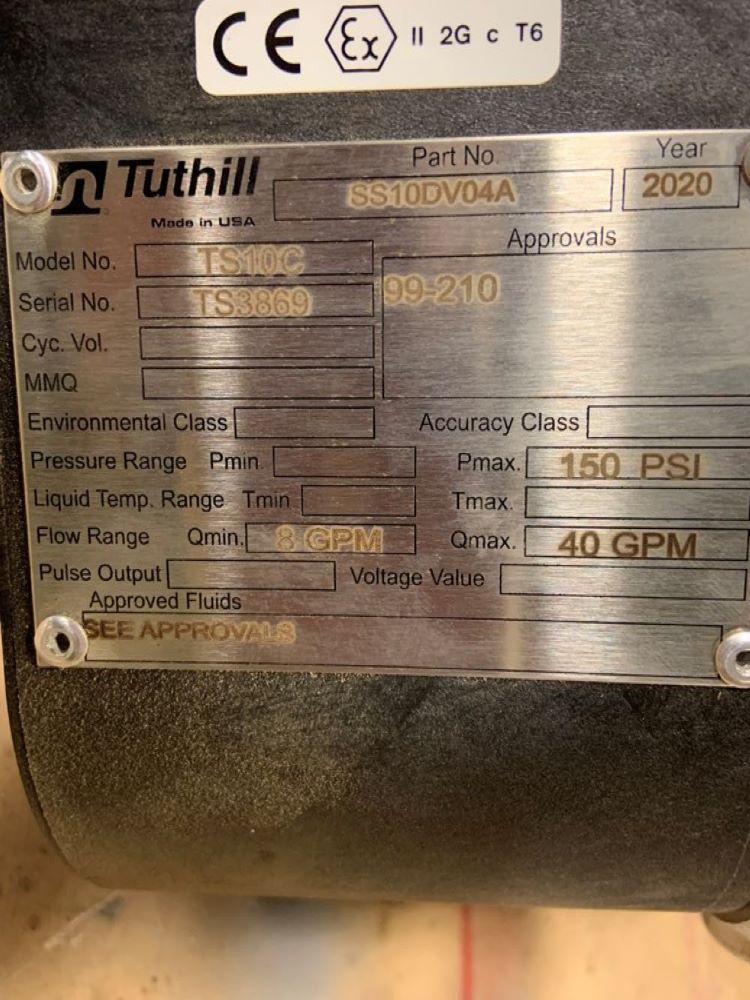 CE Ex II 2G c T6
Tuthill
Made in USA
Part No.
SS10DV04A
Year
2020
Model No. TS10C
Serial No. TS3869
Cyc. Vol.
MMQ
Approvals
99-210
Environmental Class Accuracy Class
Pressure Range Pmin. Pmax. 150 PSI
Liquid Temp. Range Tmin Tmax.
Flow Range Qmin. 8 GPM Qmax. 40 GPM
Pulse Output Voltage Value
Approved Fluids
SEE APPROVALS